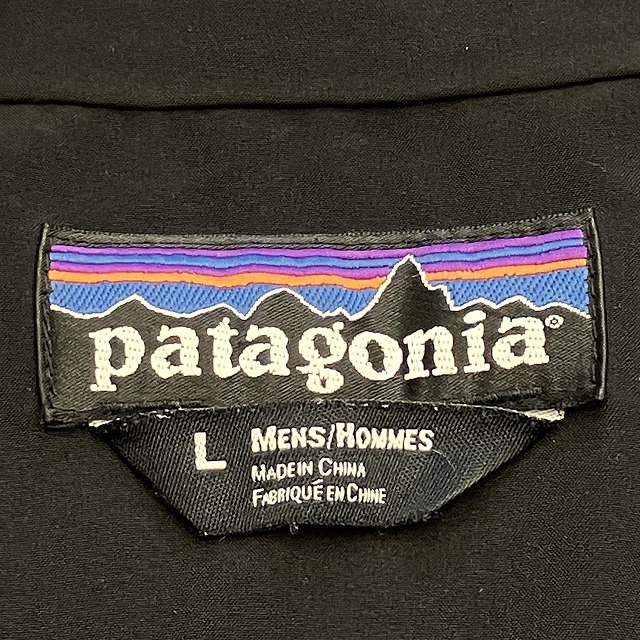 patagonia®
L MENS/HOMMES
MADE IN CHINA
FABRIQUÉ EN CHINE